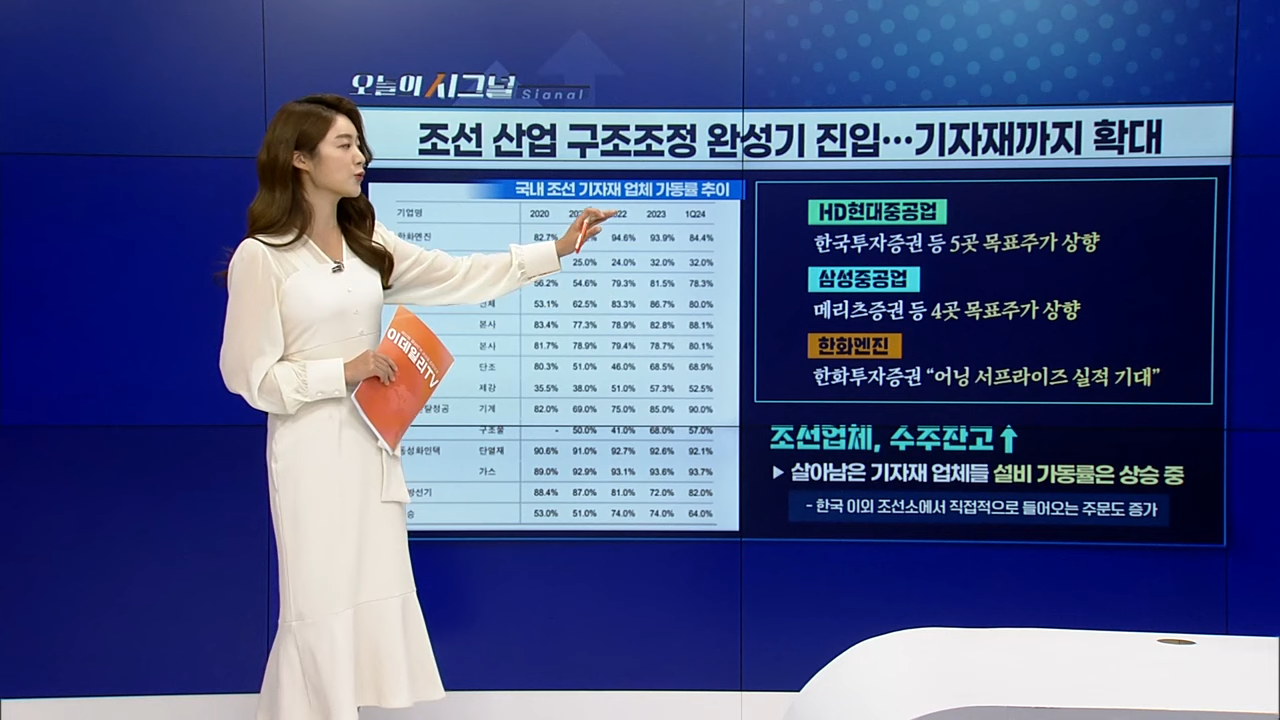 오늘의 시그널 Signal
조선 산업 구조조정 완성기 진입…기자재까지 확대
국내 조선 기자재 업체 가동률 추이
기업명 2020 2023 1Q24
한화엔진 82.7% 94.6% 93.9% 84.4%
25.0% 24.0% 32.0% 32.0%
56.2% 54.6% 79.3% 81.5% 78.3%
53.1% 62.5% 83.3% 86.7% 80.0%
본사 83.4% 77.3% 78.9% 82.8% 88.1%
본사 81.7% 78.9% 79.4% 78.7% 80.1%
단조 80.3% 51.0% 46.0% 68.5% 68.9%
제강 35.5% 38.0% 51.0% 57.3% 52.5%
기계 82.0% 69.0% 75.0% 85.0% 90.0%
구조물 - 50.0% 41.0% 68.0% 57.0%
동성화인텍 단열재 90.6% 91.0% 92.7% 92.6% 92.1%
가스 89.0% 92.9% 93.1% 93.6% 93.7%
88.4% 87.0% 81.0% 72.0% 82.0%
53.0% 51.0% 74.0% 74.0% 64.0%
HD현대중공업
한국투자증권 등 5곳 목표주가 상향
삼성중공업
메리츠증권 등 4곳 목표주가 상향
한화엔진
한화투자증권 “어닝 서프라이즈 실적 기대”
조선업체, 수주잔고↑
▶ 살아남은 기자재 업체들 설비 가동률은 상승 중
- 한국 이외 조선소에서 직접적으로 들어오는 주문도 증가
이데일리TV